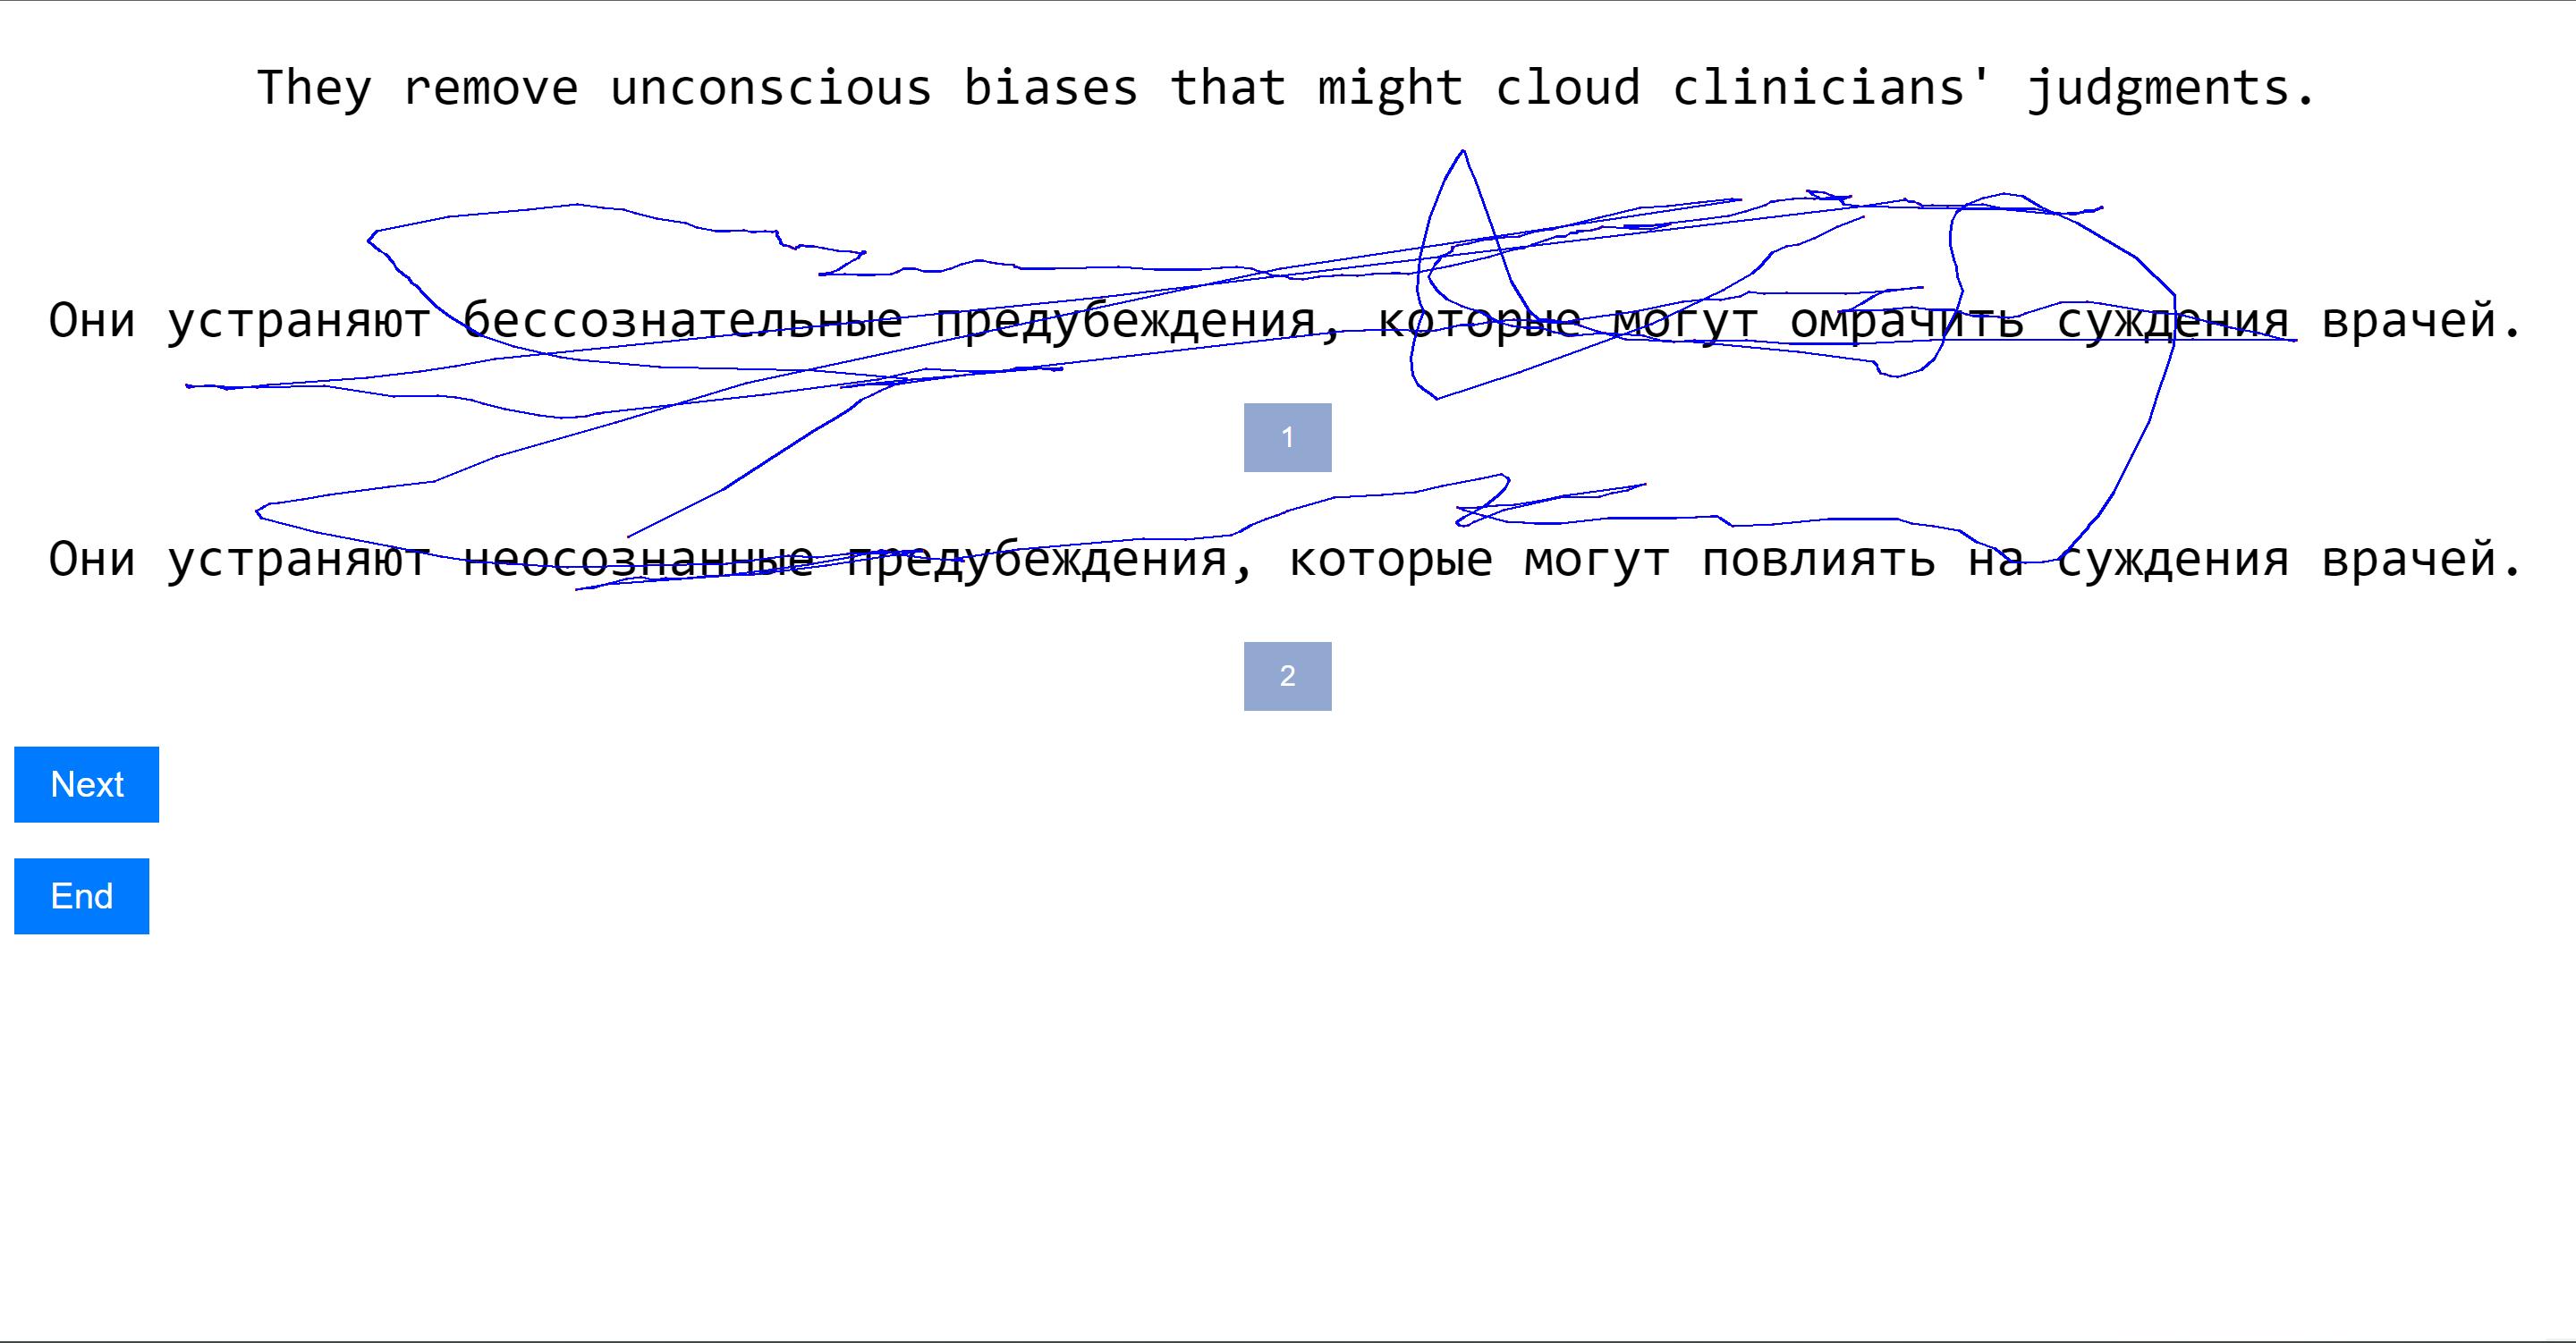 They remove unconscious biases that might cloud clinicians' judgments.
Они устраняют бессознательные предубеждения, которые могут омрачить суждения врачей.
1
Они устраняют неосознанные предубеждения, которые могут повлиять на суждения врачей.
2
Next
End